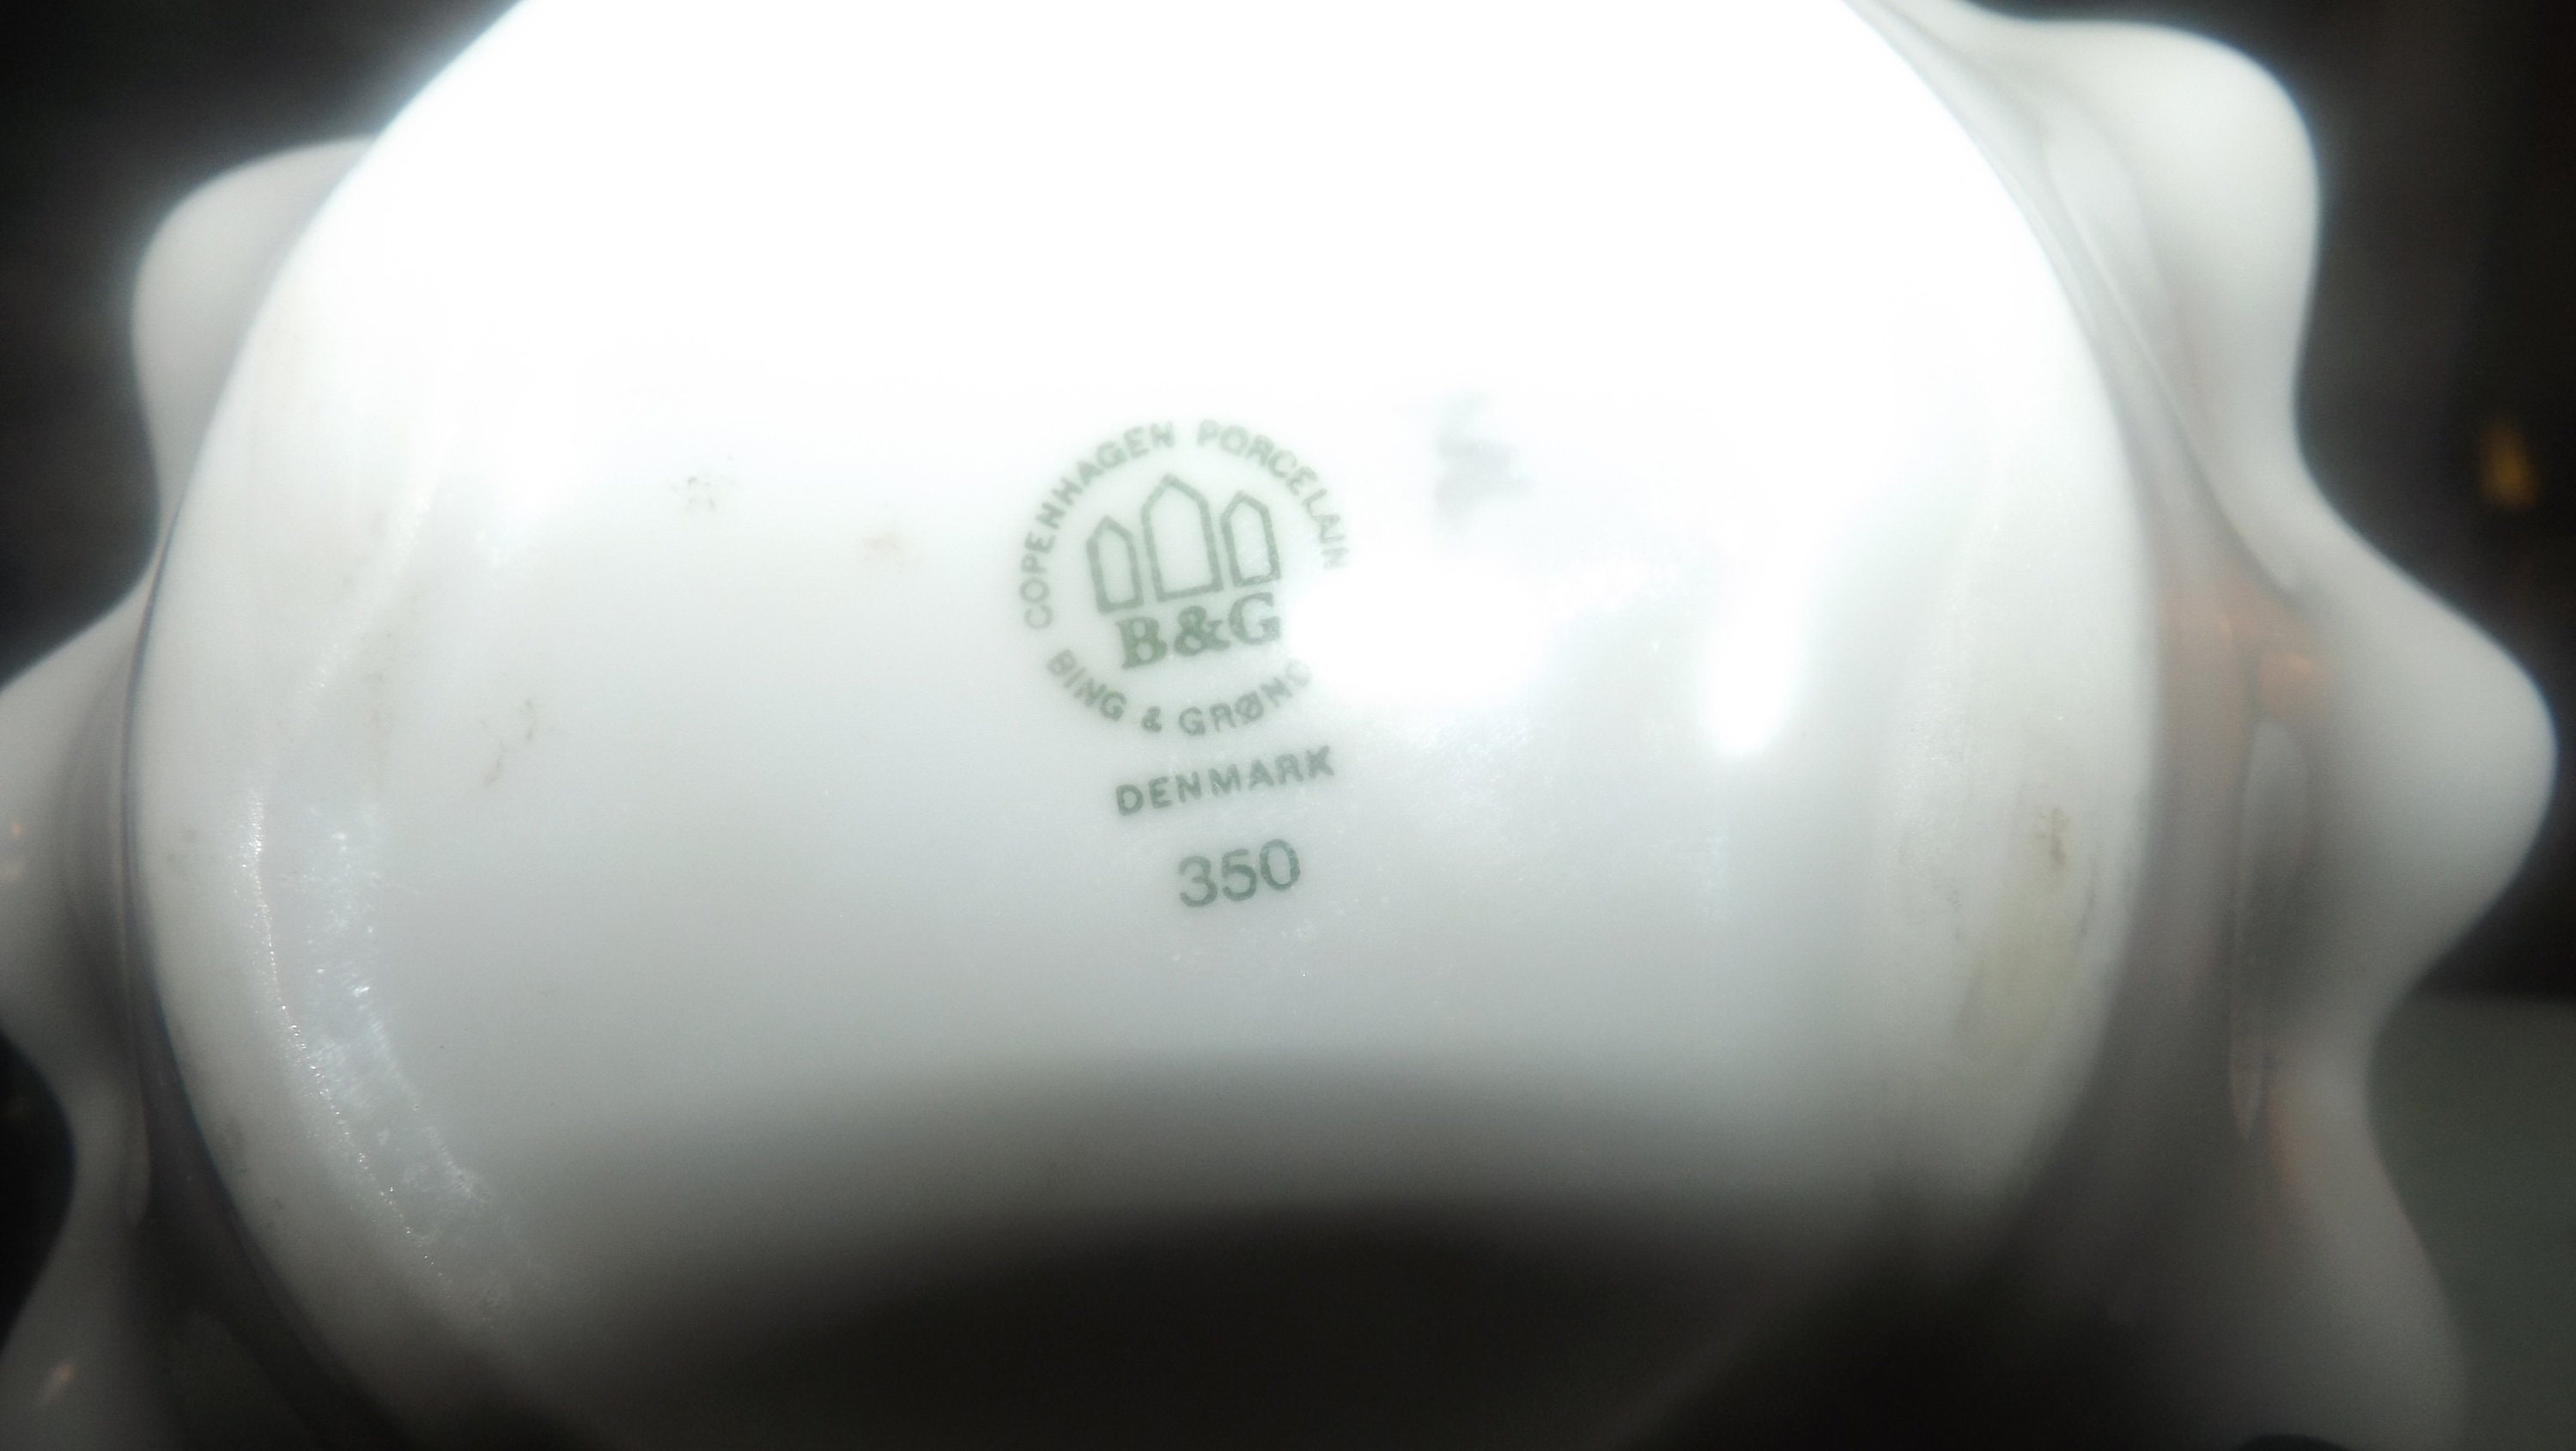 COPENHAGEN PORCELAIN
B&G
BING & GRØND
DENMARK
350